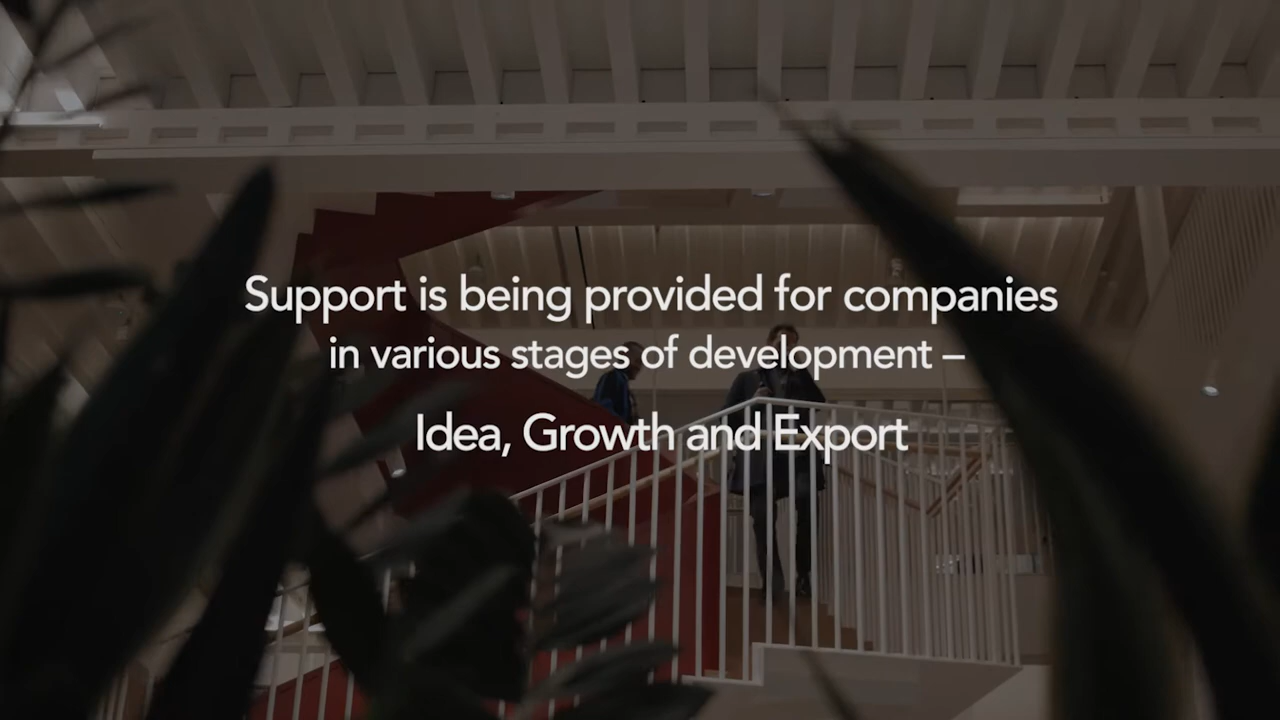 Support is being provided for companies
in various stages of development –
Idea, Growth and Export